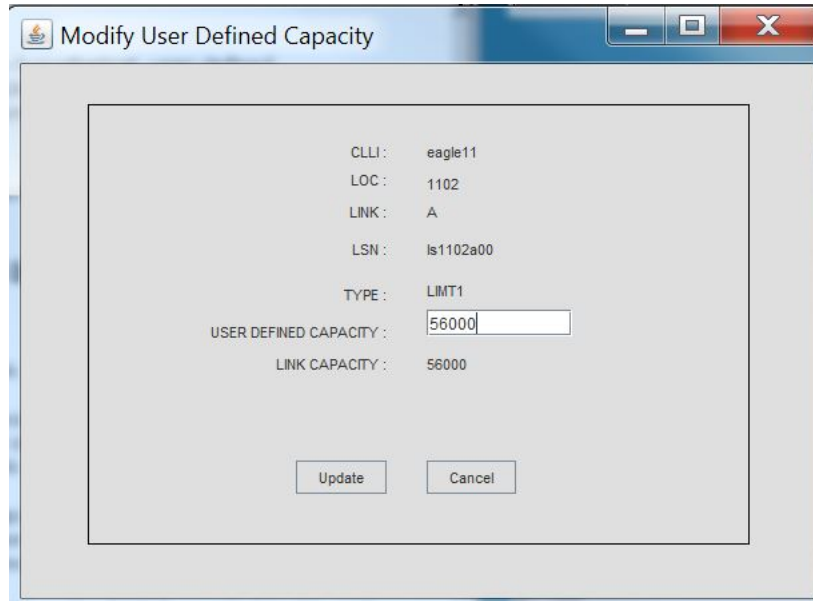 Modify User Defined Capacity
CLLI : eagle11
LOC : 1102
LINK : A
LSN : ls1102a00
TYPE : LIMT1
USER DEFINED CAPACITY : 56000
LINK CAPACITY : 56000
Update Cancel